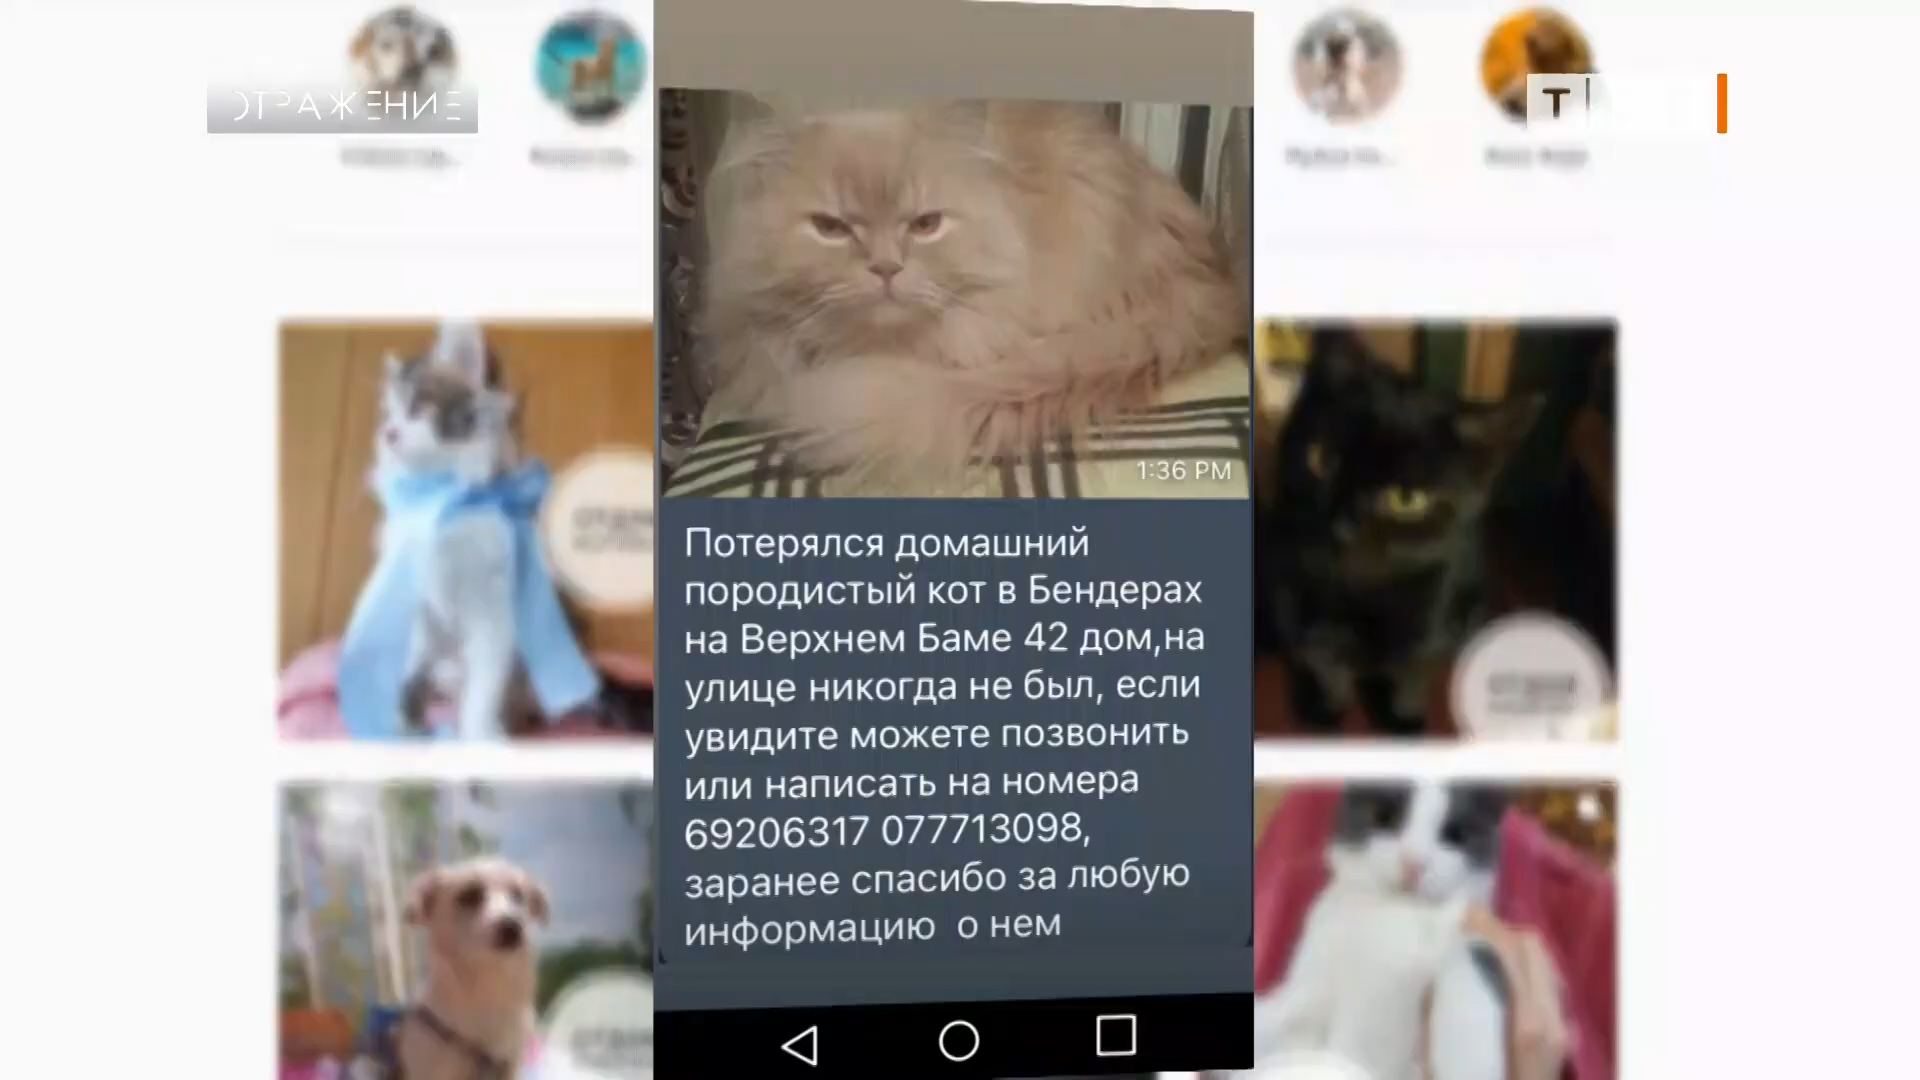 ОТРАЖЕНИЕ
Т
1:36 PM
Потерялся домашний
породистый кот в Бендерах
на Верхнем Баме 42 дом,на
улице никогда не был, если
увидите можете позвонить
или написать на номера
69206317 077713098,
заранее спасибо за любую
информацию о нем